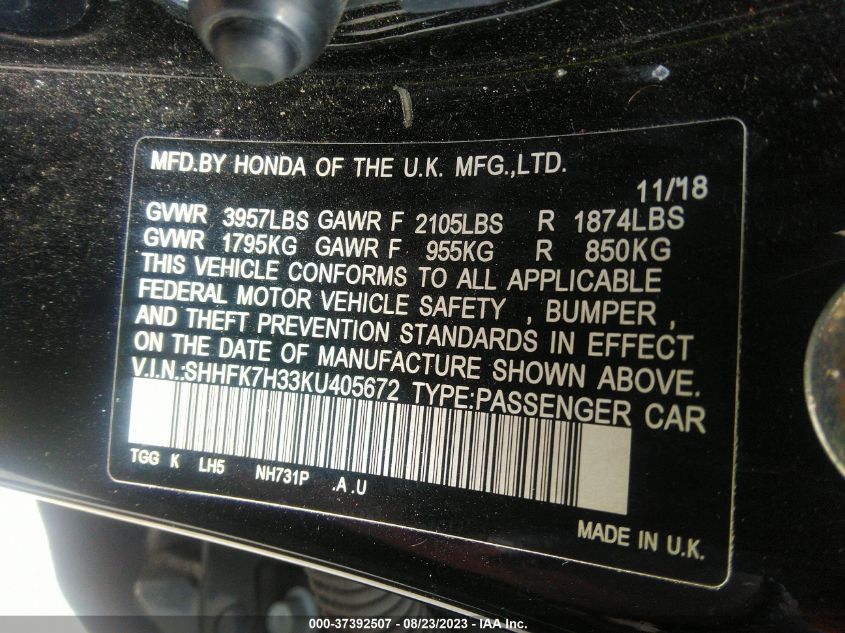 MFD.BY HONDA OF THE U.K. MFG.,LTD.
11/18
GVWR 3957LBS GAWR F 2105LBS R 1874LBS
GVWR 1795KG GAWR F 955KG R 850KG
THIS VEHICLE CONFORMS TO ALL APPLICABLE
FEDERAL MOTOR VEHICLE SAFETY , BUMPER ,
AND THEFT PREVENTION STANDARDS IN EFFECT
ON THE DATE OF MANUFACTURE SHOWN ABOVE.
V.I.N.:SHHFK7H33KU405672 TYPE:PASSENGER CAR
TGG K LH5 NH731P .A .U
MADE IN U.K.
000-37392507 - 08/23/2023 - IAA Inc.